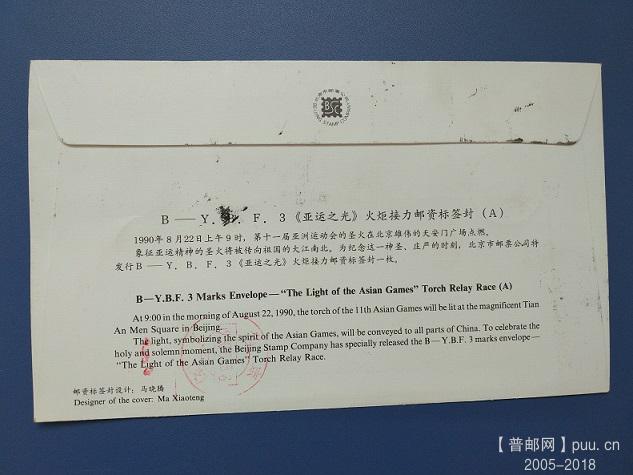 BSC
STAMP
B — Y. B. F. 3《亚运之光》火炬接力邮资标签封 (A)
1990年8月22日上午9时，第十一届亚洲运动会的圣火在北京雄伟的天安门广场点燃。
象征亚运精神的圣火将被传向祖国的大江南北。为纪念这一神圣、庄严的时刻，北京市邮票公司特
发行B — Y. B. F. 3《亚运之光》火炬接力邮资标签封一枚。
B—Y.B.F. 3 Marks Envelope—“The Light of the Asian Games” Torch Relay Race (A)
At 9:00 in the morning of August 22, 1990, the torch of the 11th Asian Games will be lit at the magnificent Tian
An Men Square in Beijing.
The light, symbolizing the spirit of the Asian Games, will be conveyed to all parts of China. To celebrate the
holy and solemn moment, the Beijing Stamp Company has specially released the B—Y.B.F. 3 marks envelope—
“The Light of the Asian Games” Torch Relay Race.
邮资标签封设计：马晓腾
Designer of the cover: Ma Xiaoteng
【普邮网】puu.cn
2005-2018